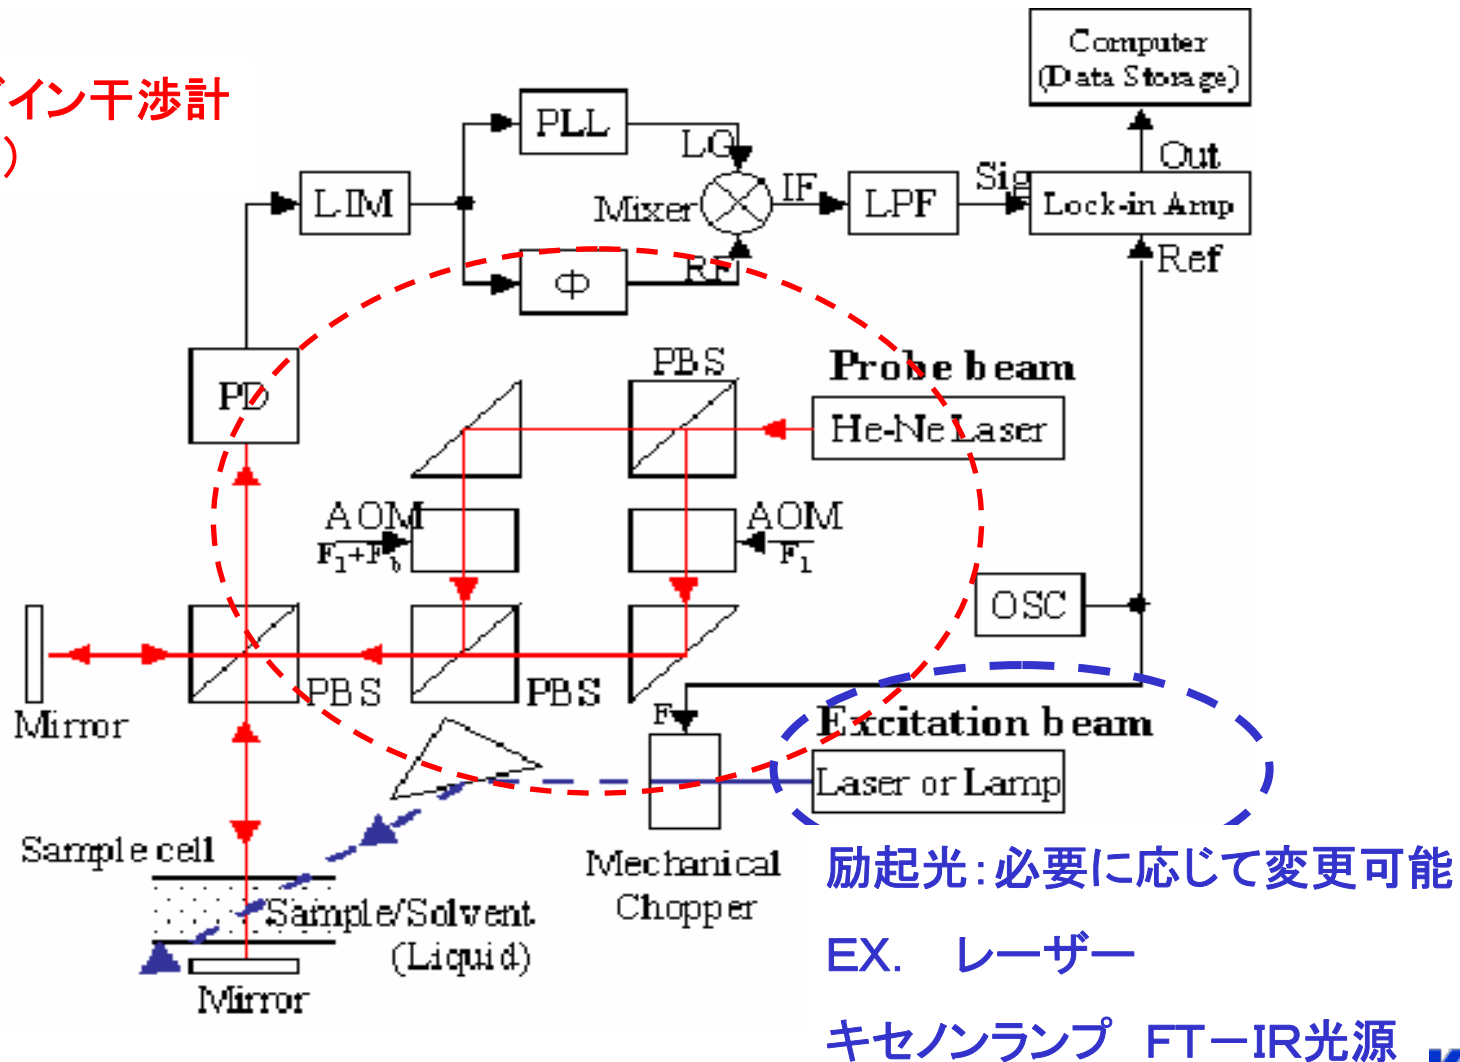 Computer
(Data Storage)
イン干渉計
)
PLL
LO
Out
LIM
Mixer
IF
LPF
Sig
Lock-in Amp
Φ
RF
Ref
PD
PBS
Probe beam
He-Ne Laser
AOM
F1+Fb
AOM
F1
OSC
PBS
PBS
Mirror
F
Excitation beam
Laser or Lamp
Sample cell
Mechanical
Chopper
Sample/Solvent
(Liquid)
Mirror
励起光：必要に応じて変更可能
EX.　レーザー
キセノンランプ　FT－IR光源